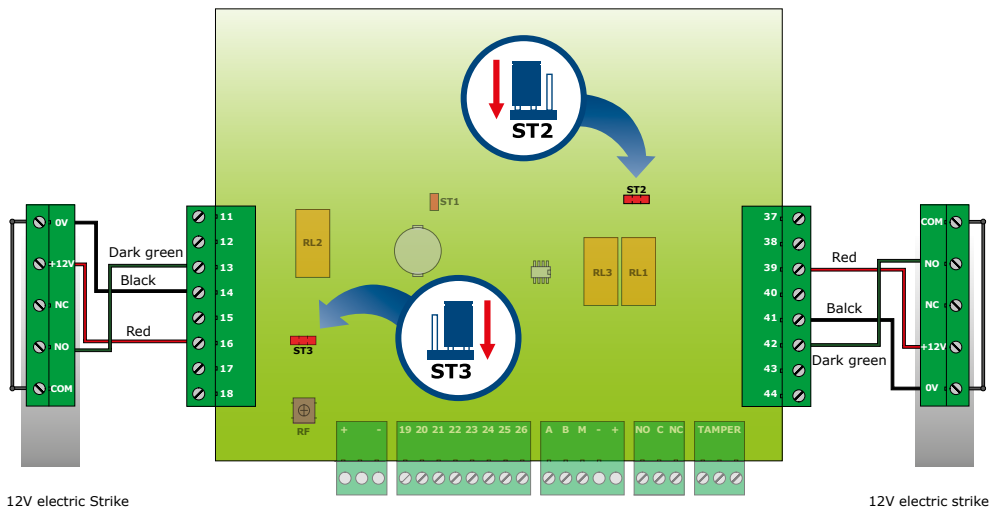 ST2
ST2
ST1
0V
+12V
NC
NO
COM
Dark green
Black
Red
11
12
13
14
15
16
17
18
RL2
RL3
RL1
ST3
ST3
RF
37
38
39
40
41
42
43
44
Red
Balck
Dark green
COM
NO
NC
+12V
0V
+ -
19 20 21 22 23 24 25 26
A B M - +
NO C NC
TAMPER
12V electric Strike
12V electric strike